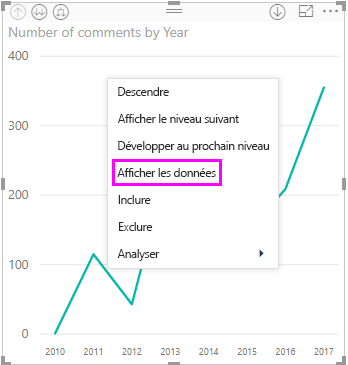 Number of comments by Year
400
300
200
100
0
Descendre
Afficher le niveau suivant
Développer au prochain niveau
Afficher les données
Inclure
Exclure
Analyser
2010 2011 2012 2013 2014 2015 2016 2017